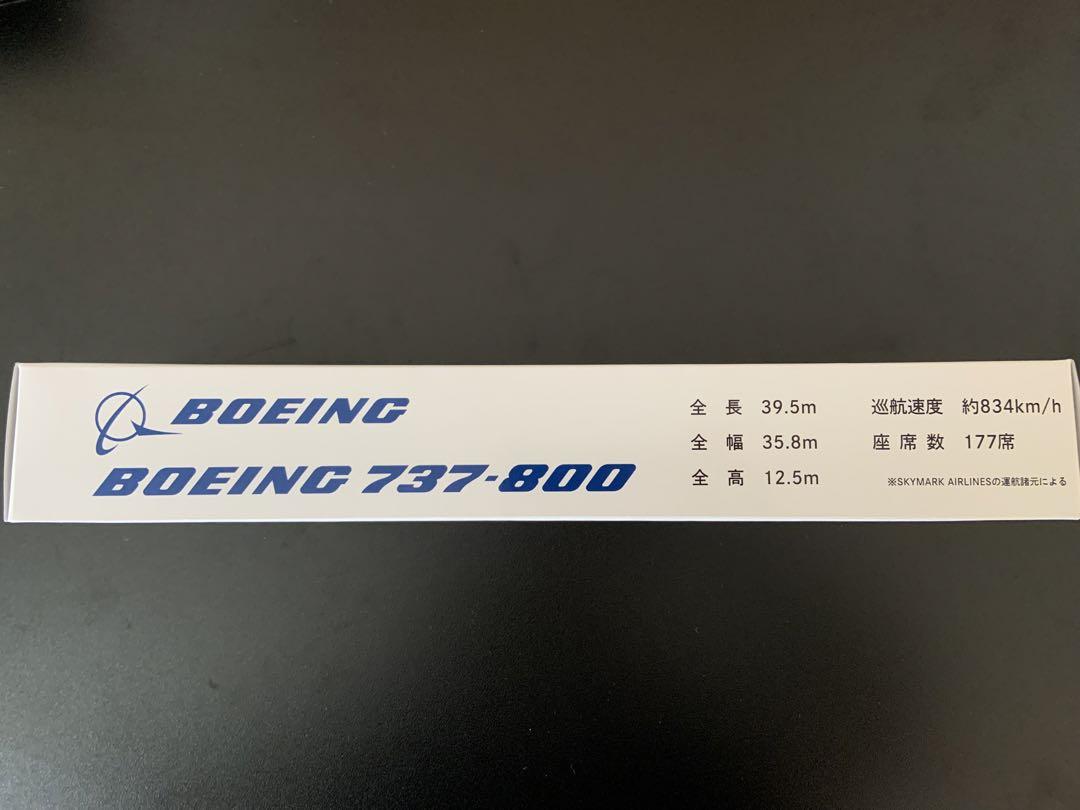 BOEING
BOEING 737-800
全 長 39.5m
全 幅 35.8m
全 高 12.5m
巡航速度 約834km/h
座 席 数 177席
※SKYMARK AIRLINESの運航諸元による